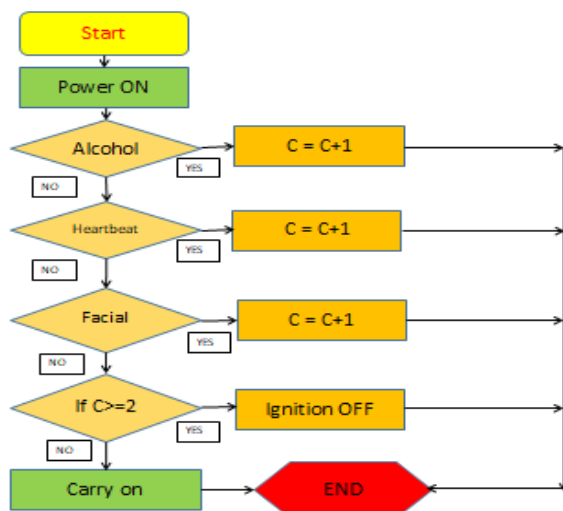 Start
Power ON
Alcohol
C = C+1
YES
NO
Heartbeat
C = C+1
YES
NO
Facial
C = C+1
YES
NO
If C>=2
Ignition OFF
YES
NO
Carry on
END